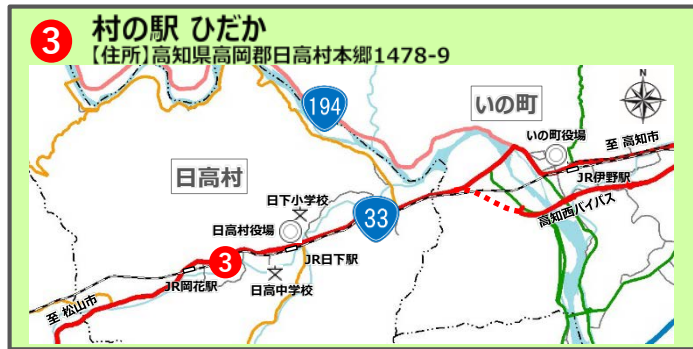 3 村の駅 ひだか
【住所】高知県高岡郡日高村本郷1478-9
194
いの町
N
いの町役場
至 高知市
日高村
日下小学校
JR伊野駅
日高村役場
33
高知西バイパス
3
JR日下駅
JR岡花駅
日高中学校
至 松山市